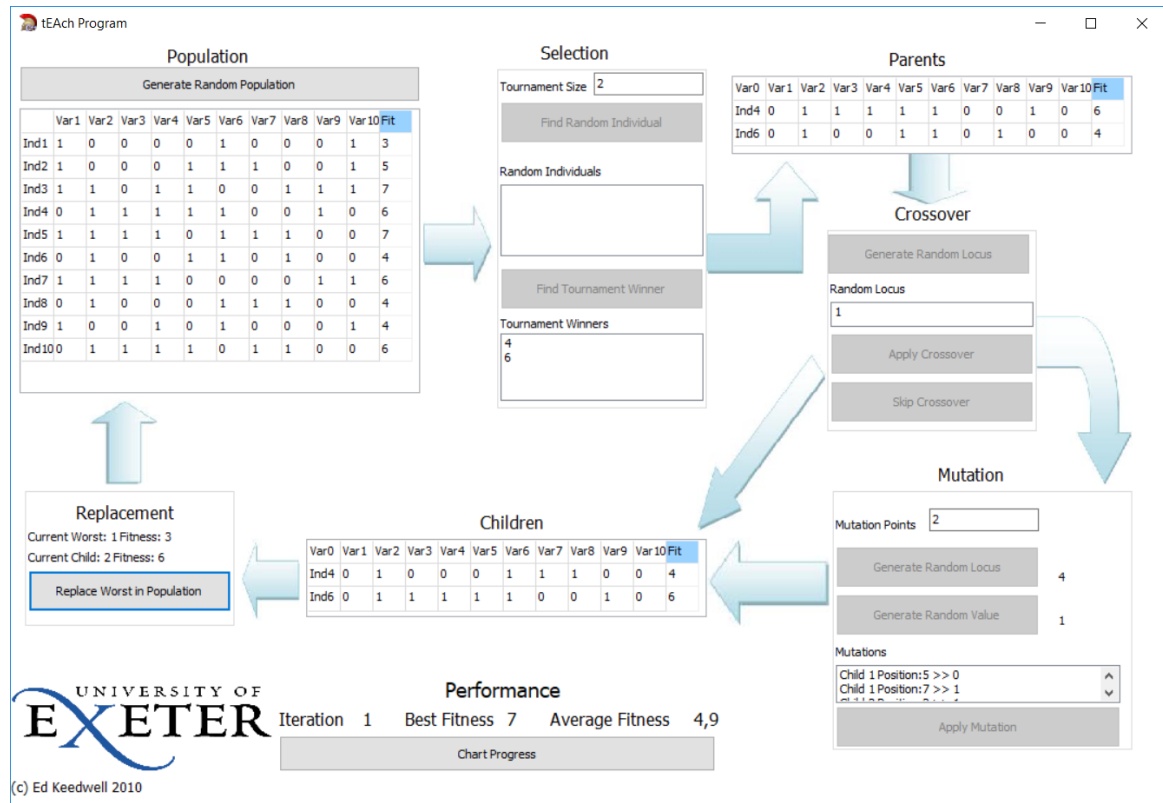 tEAch Program
Population
Generate Random Population
Var1 Var2 Var3 Var4 Var5 Var6 Var7 Var8 Var9 Var10 Fit
Ind1 1 0 0 0 0 1 0 0 0 1 3
Ind2 1 0 0 0 1 1 1 0 0 1 5
Ind3 1 1 0 1 1 0 0 1 1 1 7
Ind4 0 1 1 1 1 1 0 0 1 0 6
Ind5 1 1 1 1 0 1 1 1 0 0 7
Ind6 0 1 0 0 1 1 0 1 0 0 4
Ind7 1 1 1 1 0 0 0 0 1 1 6
Ind8 0 1 0 0 0 1 1 1 0 0 4
Ind9 1 0 0 1 0 1 0 0 0 1 4
Ind10 0 1 1 1 1 0 1 1 0 0 6
Selection
Tournament Size 2
Find Random Individual
Random Individuals
Find Tournament Winner
Tournament Winners
4
6
Parents
Var0 Var1 Var2 Var3 Var4 Var5 Var6 Var7 Var8 Var9 Var10 Fit
Ind4 0 1 1 1 1 1 0 0 1 0 6
Ind6 0 1 0 0 1 1 0 1 0 0 4
Crossover
Generate Random Locus
Random Locus
1
Apply Crossover
Skip Crossover
Mutation
Mutation Points 2
Generate Random Locus 4
Generate Random Value 1
Mutations
Child 1 Position:5 >> 0
Child 1 Position:7 >> 1
Apply Mutation
Children
Var0 Var1 Var2 Var3 Var4 Var5 Var6 Var7 Var8 Var9 Var10 Fit
Ind4 0 1 0 0 0 1 1 1 0 0 4
Ind6 0 1 1 1 1 1 0 0 1 0 6
Replacement
Current Worst: 1 Fitness: 3
Current Child: 2 Fitness: 6
Replace Worst in Population
UNIVERSITY OF
EXETER
Performance
Iteration 1 Best Fitness 7 Average Fitness 4,9
Chart Progress
(c) Ed Keedwell 2010